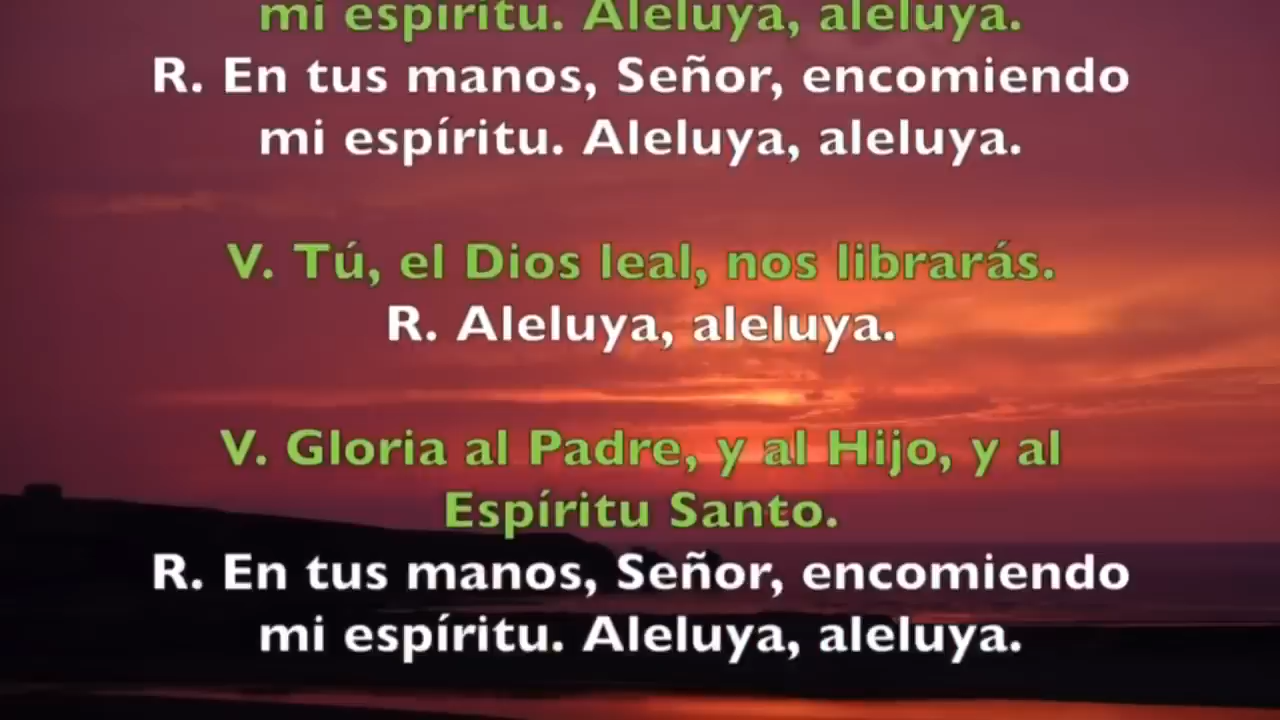 mi espíritu. Aleluya, aleluya.
R. En tus manos, Señor, encomiendo
mi espíritu. Aleluya, aleluya.
V. Tú, el Dios leal, nos librarás.
R. Aleluya, aleluya.
V. Gloria al Padre, y al Hijo, y al
Espíritu Santo.
R. En tus manos, Señor, encomiendo
mi espíritu. Aleluya, aleluya.